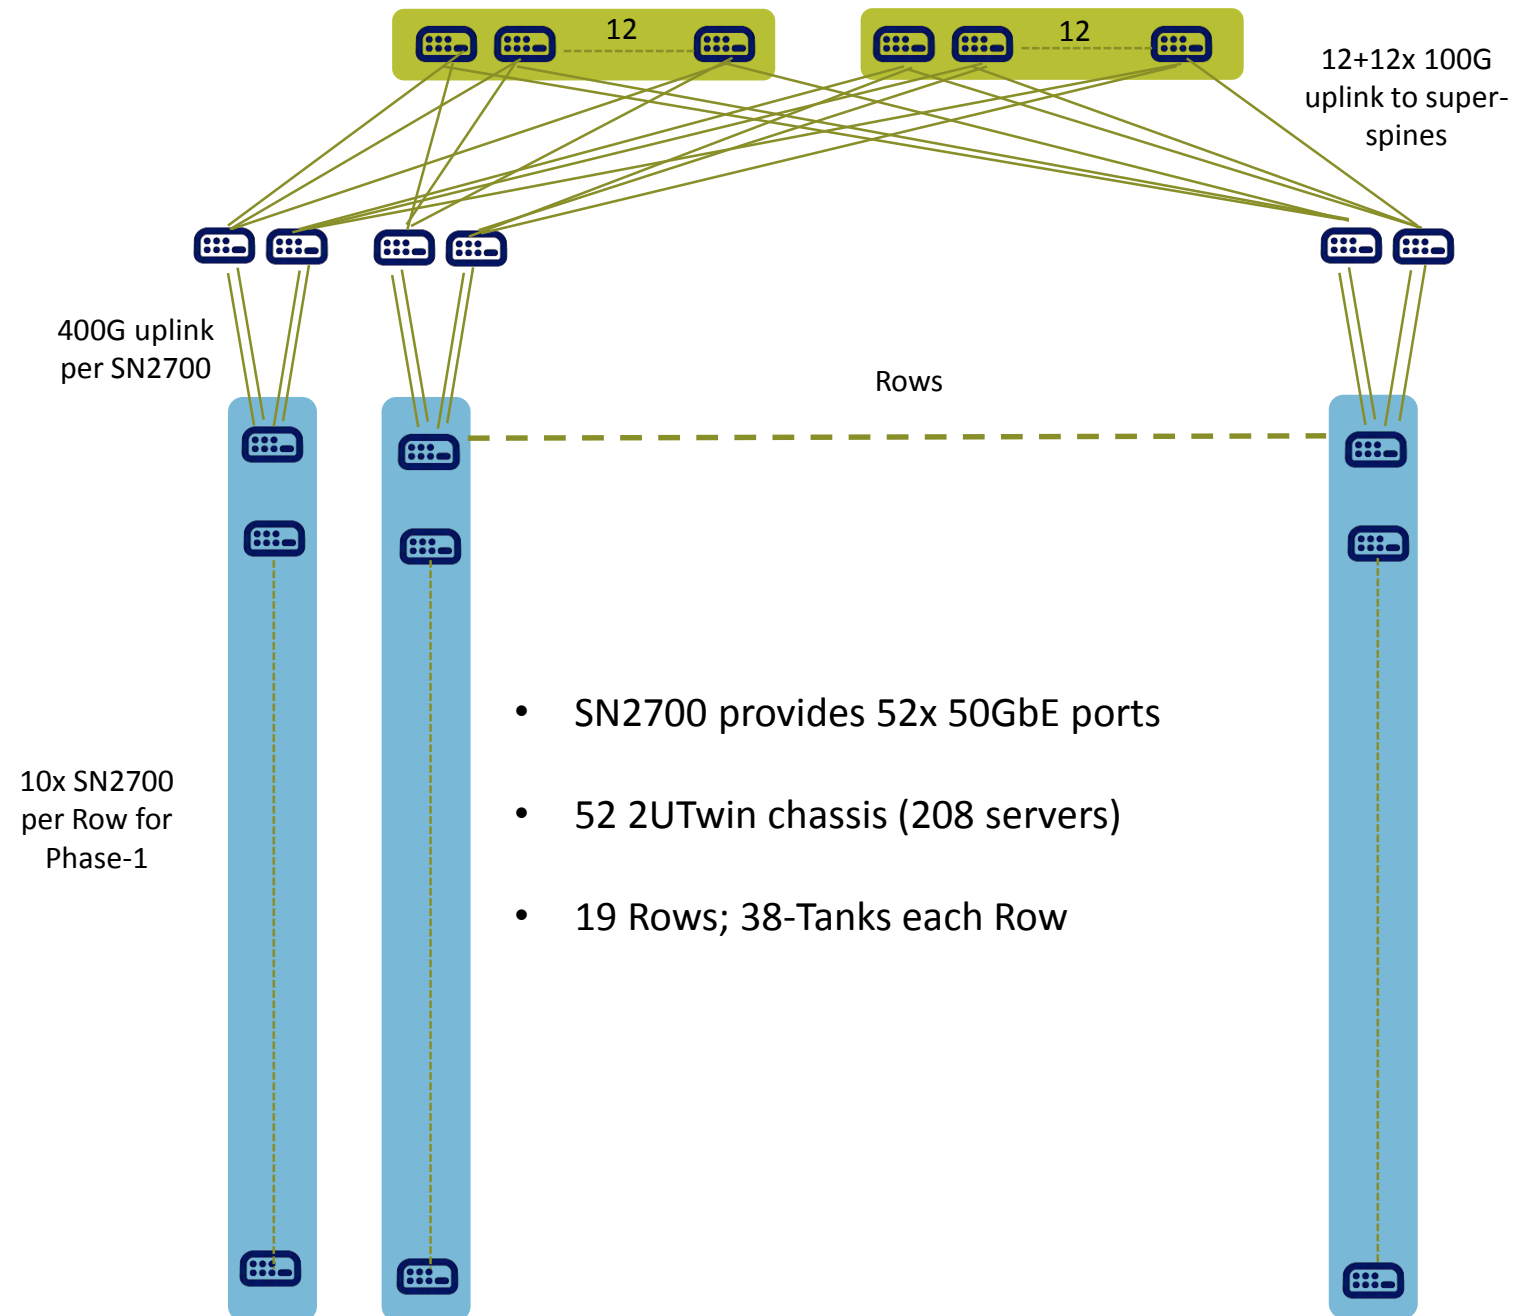 12
12
12+12x 100G
uplink to super-
spines
400G uplink
per SN2700
Rows
• SN2700 provides 52x 50GbE ports
10x SN2700
per Row for
Phase-1
• 52 2UTwin chassis (208 servers)
• 19 Rows; 38-Tanks each Row